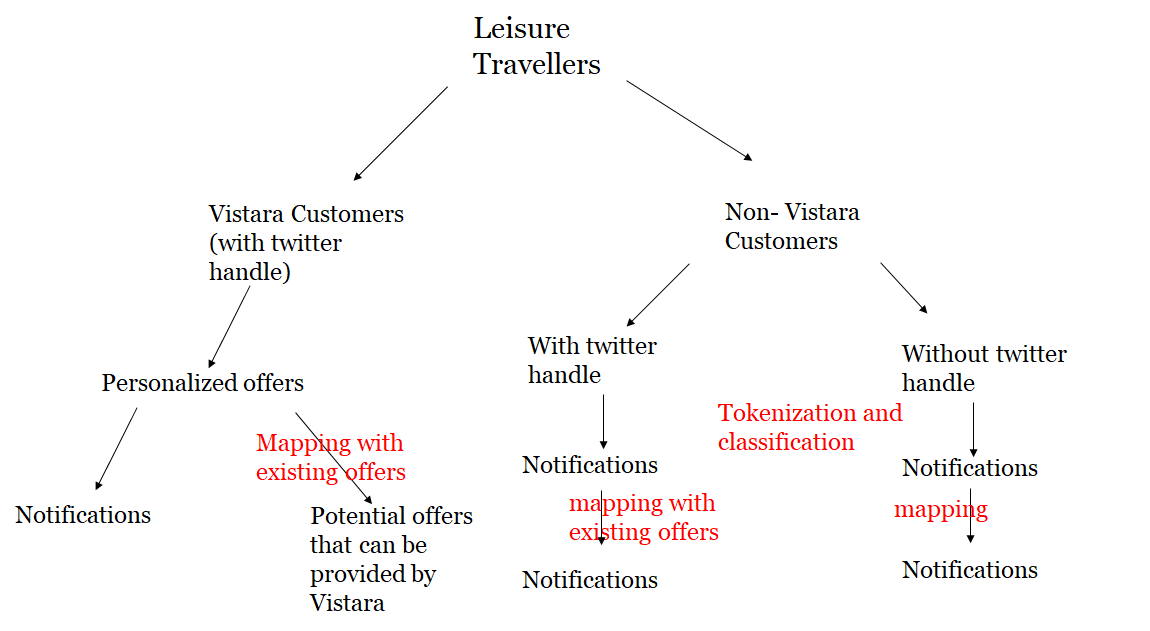 Leisure
Travellers
Vistara Customers
(with twitter
handle)
Non- Vistara
Customers
With twitter
handle
Without twitter
handle
Personalized offers
Tokenization and
classification
Mapping with
existing offers
Notifications
Notifications
Notifications
Potential offers
that can be
provided by
Vistara
mapping with
existing offers
mapping
Notifications
Notifications